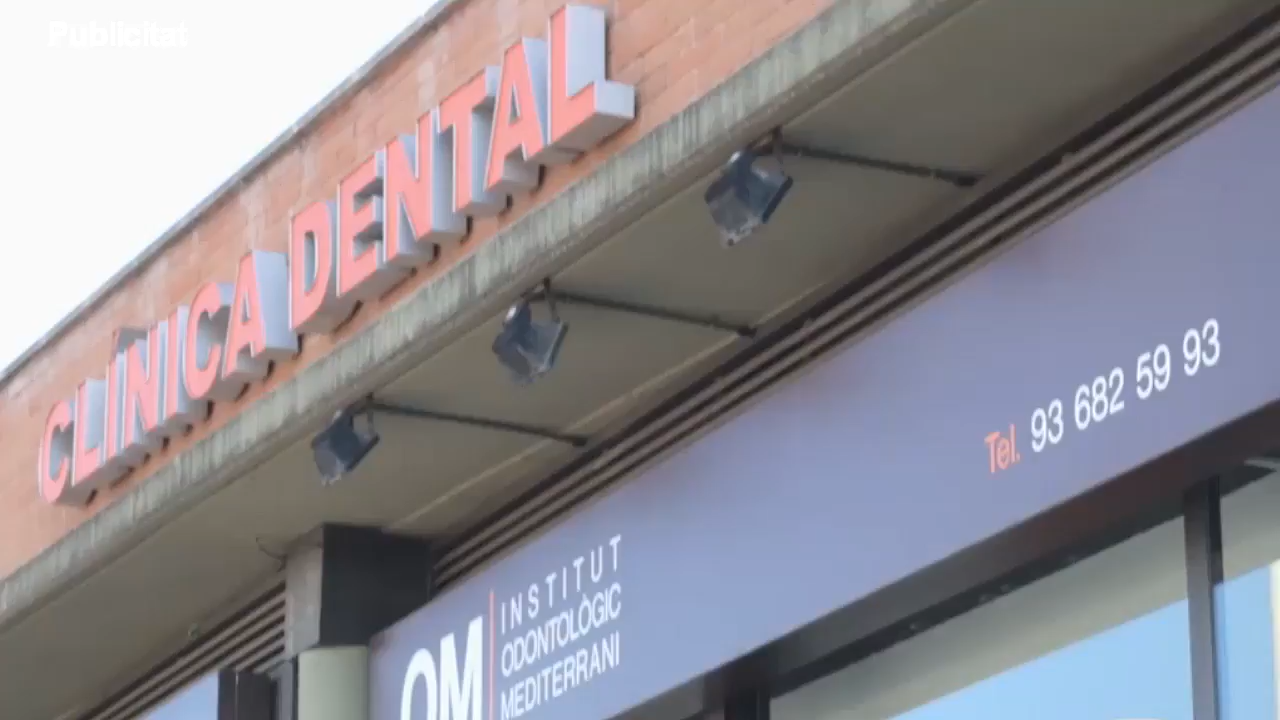 Publicitat
CLÍNICA DENTAL
Tel. 93 682 59 93
OM
INSTITUT
ODONTOLÒGIC
MEDITERRANI